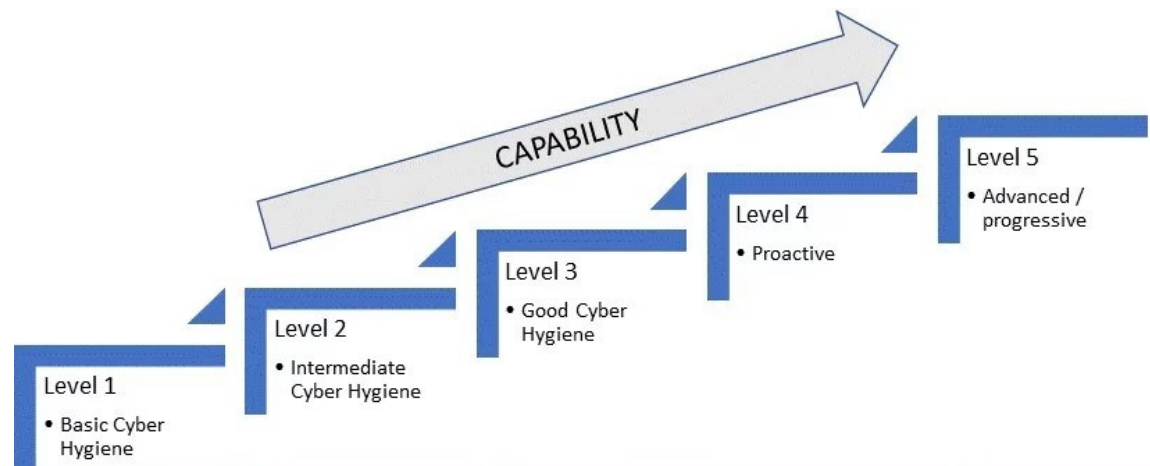 CAPABILITY
Level 1
• Basic Cyber
Hygiene
Level 2
• Intermediate
Cyber Hygiene
Level 3
• Good Cyber
Hygiene
Level 4
• Proactive
Level 5
• Advanced /
progressive